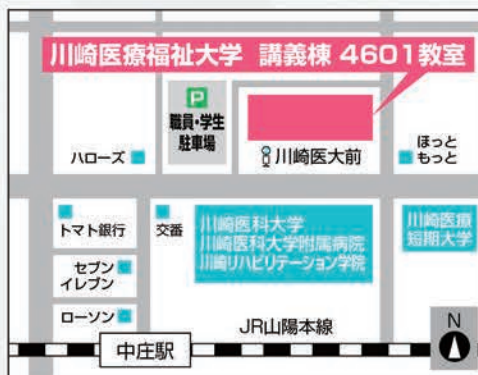 川崎医療福祉大学 講義棟 4601教室
P
職員・学生
駐車場
ハローズ
川崎医大前
ほっと
もっと
トマト銀行
交番
川崎医科大学
川崎医科大学附属病院
川崎リハビリテーション学院
川崎医療
短期大学
セブン
イレブン
ローソン
JR山陽本線
中庄駅
N